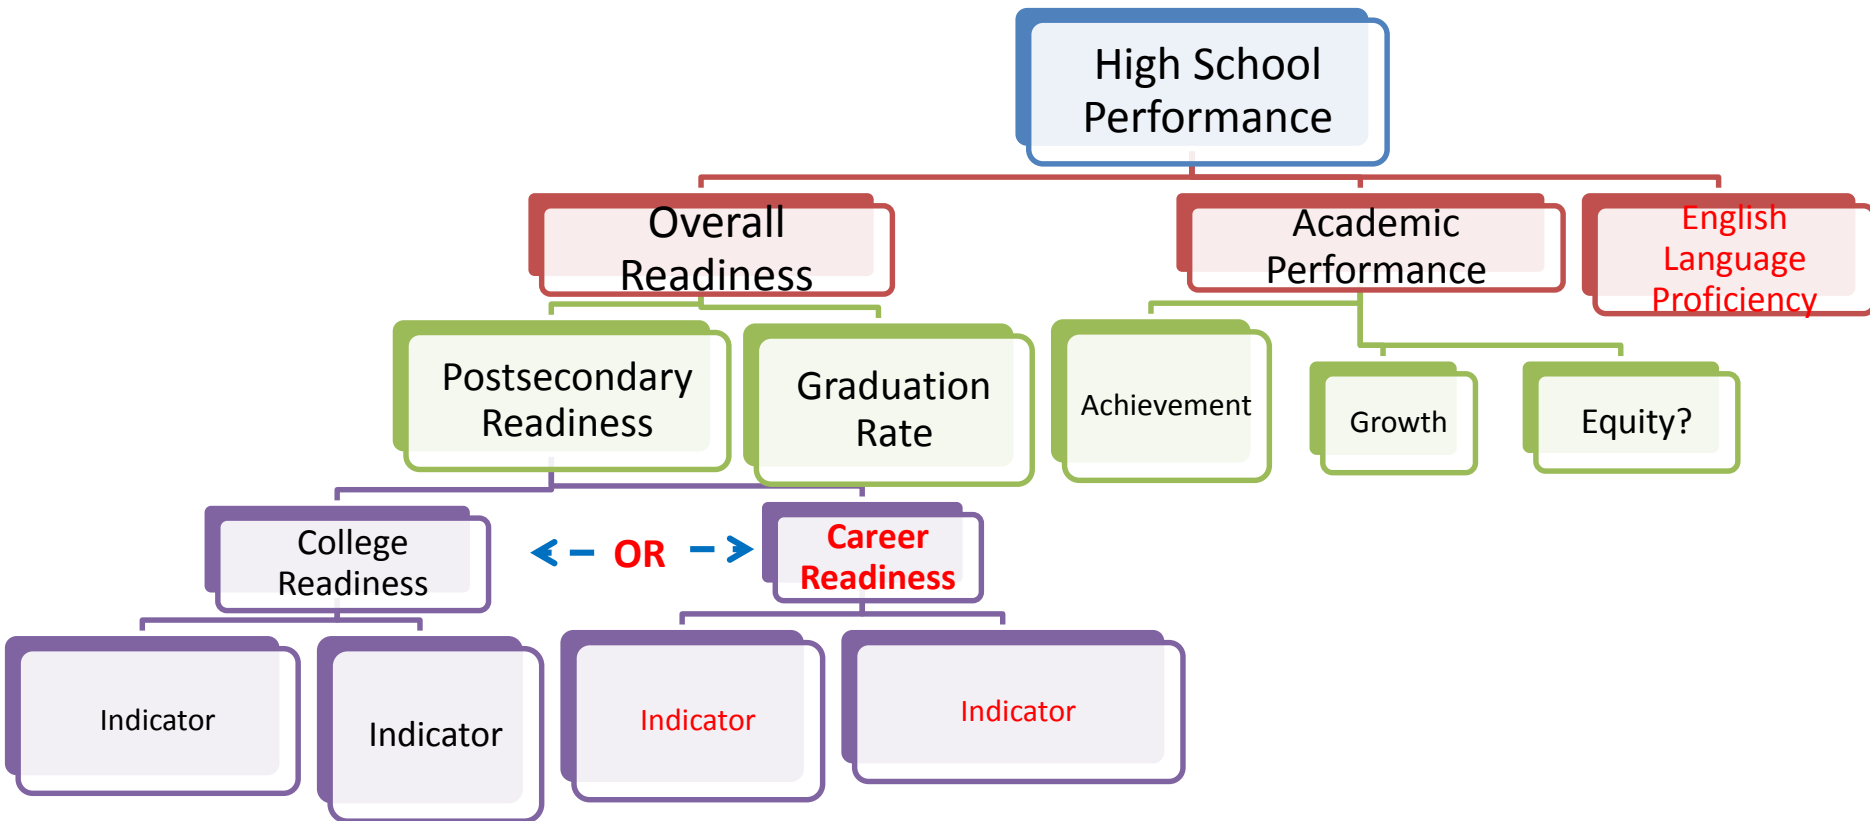 High School
Performance
Overall
Readiness
Academic
Performance
English
Language
Proficiency
Postsecondary
Readiness
Graduation
Rate
Achievement
Growth
Equity?
College
Readiness
OR
Career
Readiness
Indicator
Indicator
Indicator
Indicator